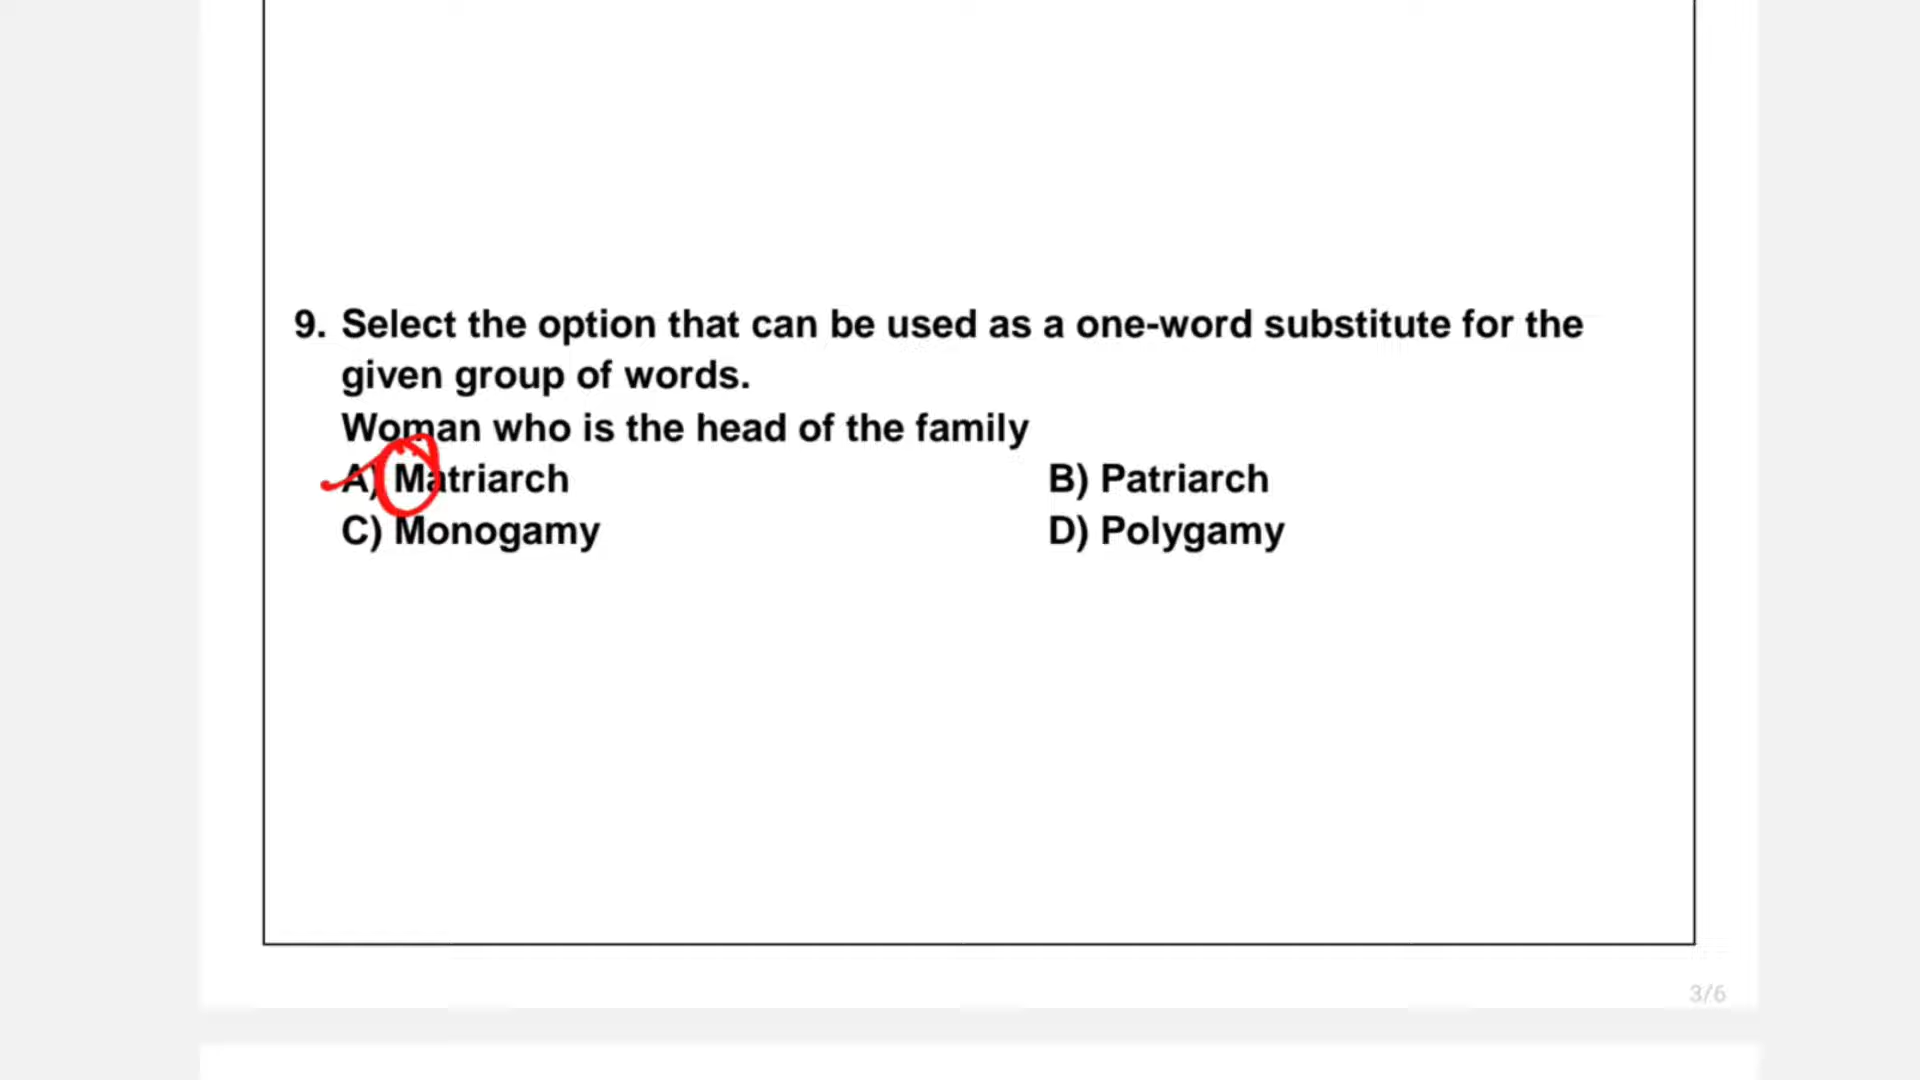 9. Select the option that can be used as a one-word substitute for the
given group of words.
Woman who is the head of the family
A) Matriarch B) Patriarch
C) Monogamy D) Polygamy
3/6